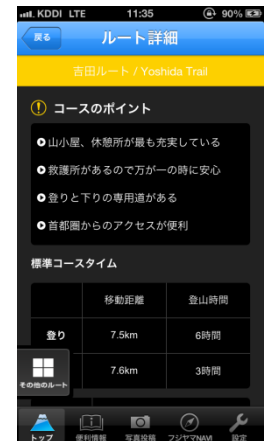 KDDI LTE 11:35 90%
戻る ルート詳細
吉田ルート / Yoshida Trail
コースのポイント
山小屋、休憩所が最も充実している
救護所があるので万が一の時に安心
登りと下りの専用道がある
首都圏からのアクセスが便利
標準コースタイム
移動距離 登山時間
登り 7.5km 6時間
7.6km 3時間
その他のルート
トップ 便利情報 写真投稿 フジヤマNAVI 設定